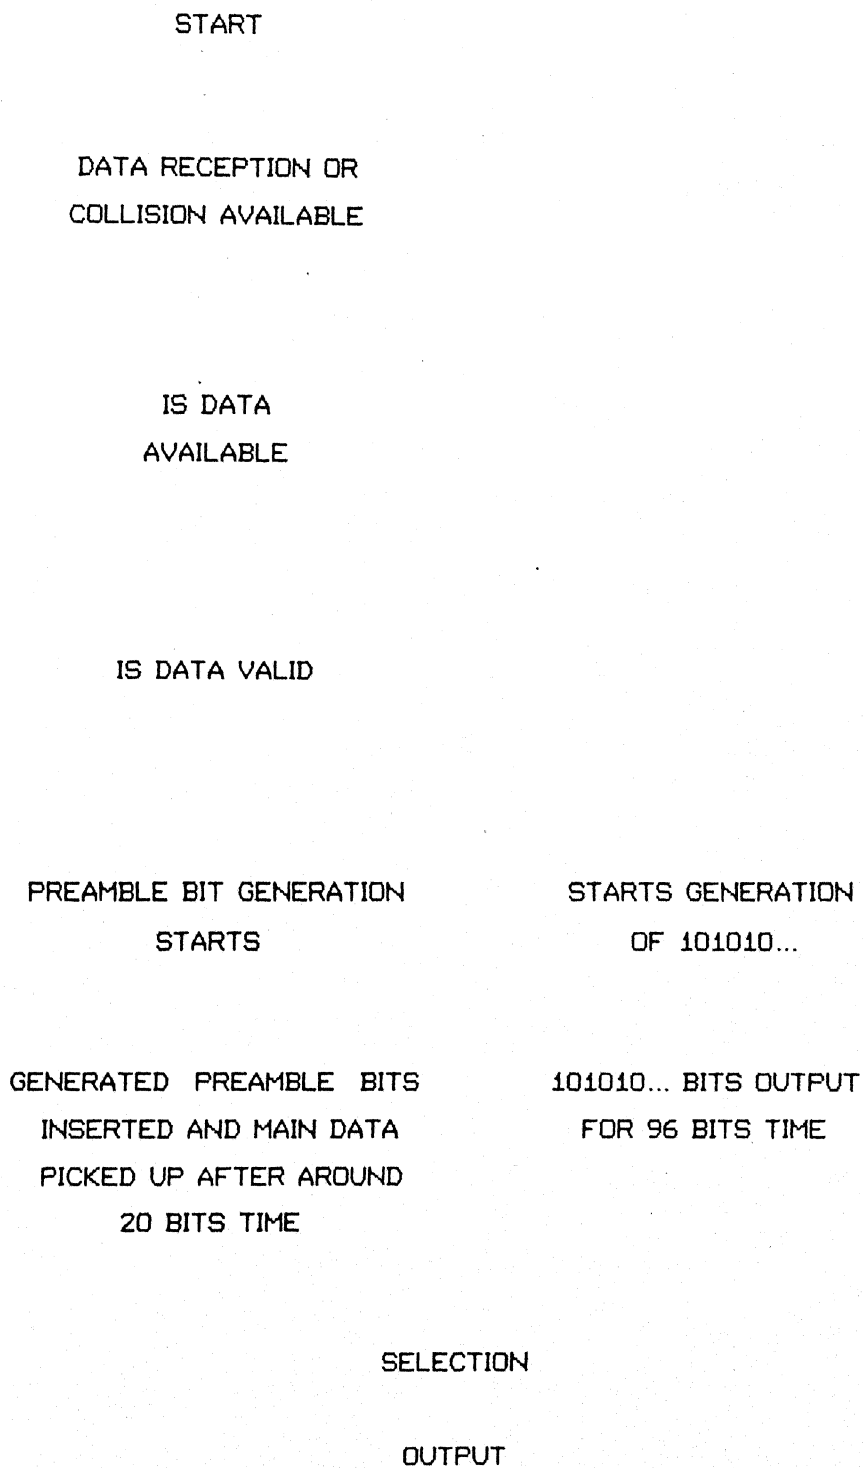 START
DATA RECEPTION OR
COLLISION AVAILABLE
IS DATA
AVAILABLE
IS DATA VALID
PREAMBLE BIT GENERATION
STARTS
STARTS GENERATION
OF 101010...
GENERATED PREAMBLE BITS
INSERTED AND MAIN DATA
PICKED UP AFTER AROUND
20 BITS TIME
101010... BITS OUTPUT
FOR 96 BITS TIME
SELECTION
OUTPUT